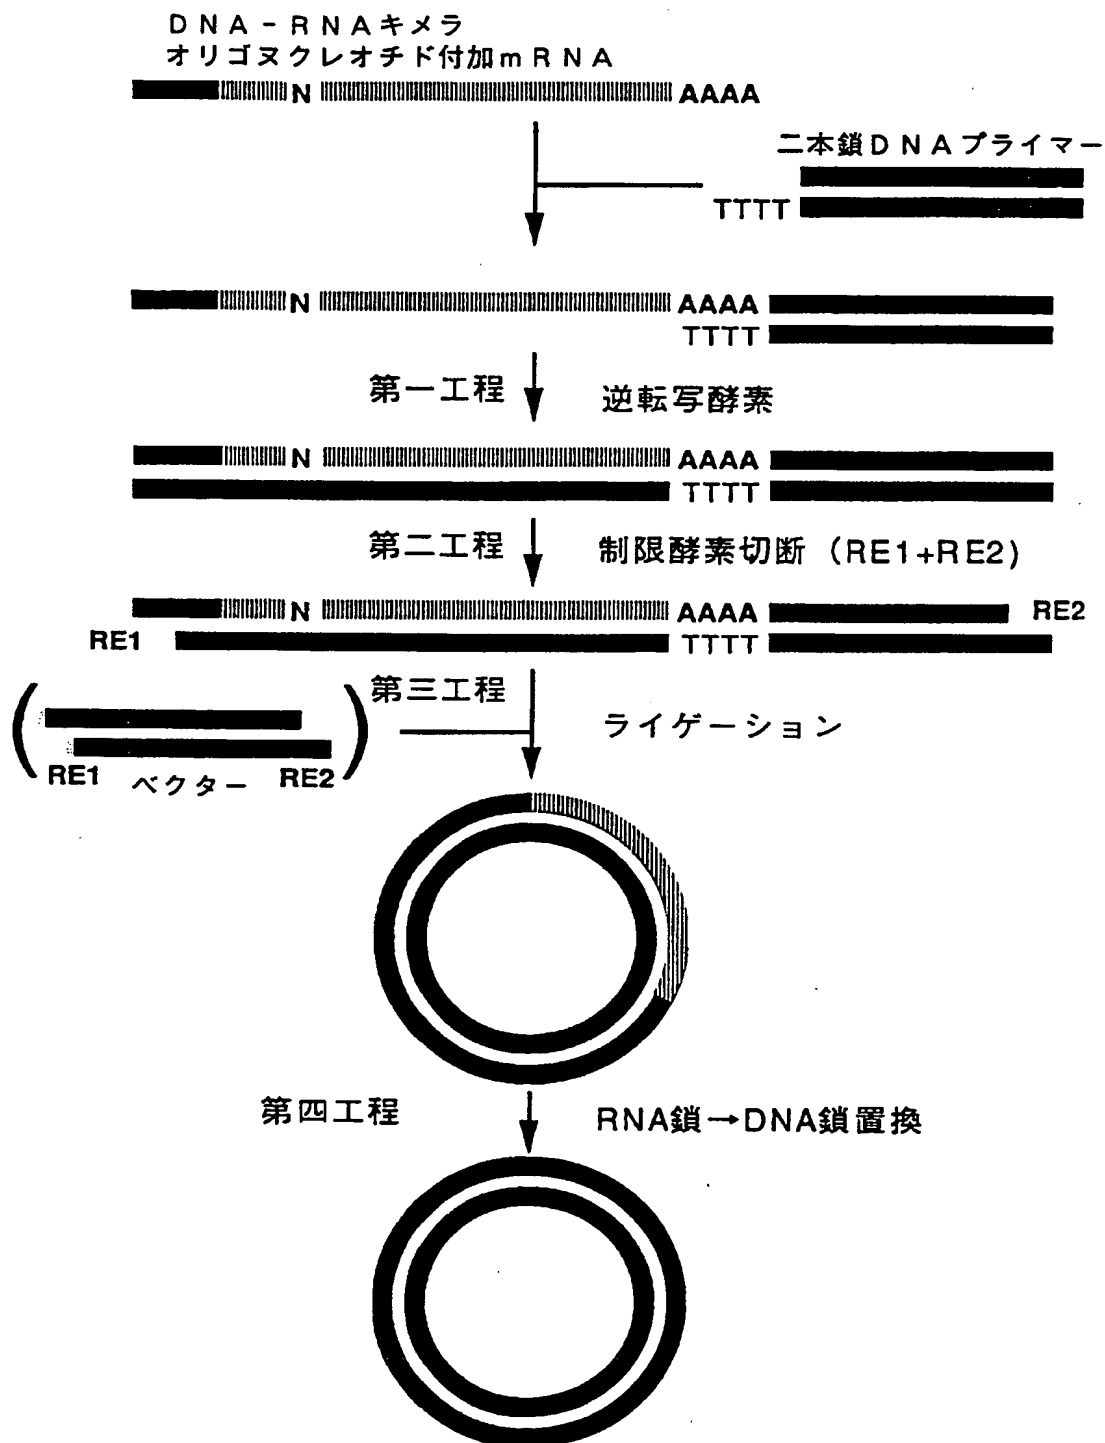 DNA-RNAキメラ
オリゴヌクレオチド付加mRNA
N AAAA
二本鎖DNAプライマー
TTTT
N AAAA
TTTT
第一工程 逆転写酵素
N AAAA
TTTT
第二工程 制限酵素切断 (RE1+RE2)
N AAAA RE2
RE1 TTTT
第三工程 ライゲーション
RE1 ベクター RE2
第四工程 RNA鎖→DNA鎖置換